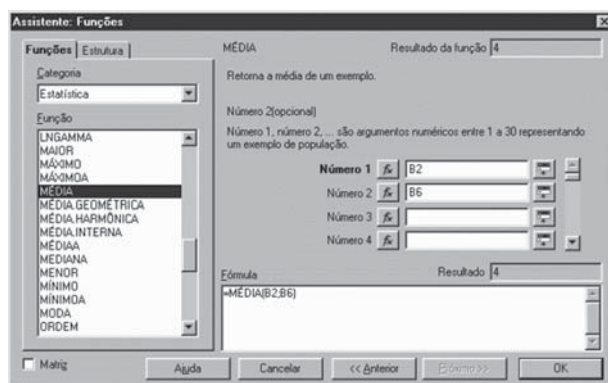 Assistente: Funções
Funções Estrutura
MÉDIA
Resultado da função 4
Categoria
Estatística
Retorna a média de um exemplo.
Função
Número 2(opcional)
Número 1, número 2, ... são argumentos numéricos entre 1 a 30 representando
um exemplo de população.
LNGAMMA
MAIOR
MÁXIMO
MÁXIMOA
MÉDIA
MÉDIA.GEOMÉTRICA
MÉDIA.HARMÔNICA
MÉDIA.INTERNA
MÉDIAA
MEDIANA
MENOR
MÍNIMO
MÍNIMOA
MODA
ORDEM
Número 1 fx B2
Número 2 fx B6
Número 3 fx
Número 4 fx
Fórmula
Resultado 4
=MÉDIA(B2;B6)
Matriz
Ajuda
Cancelar
<< Anterior
Próximo >>
OK